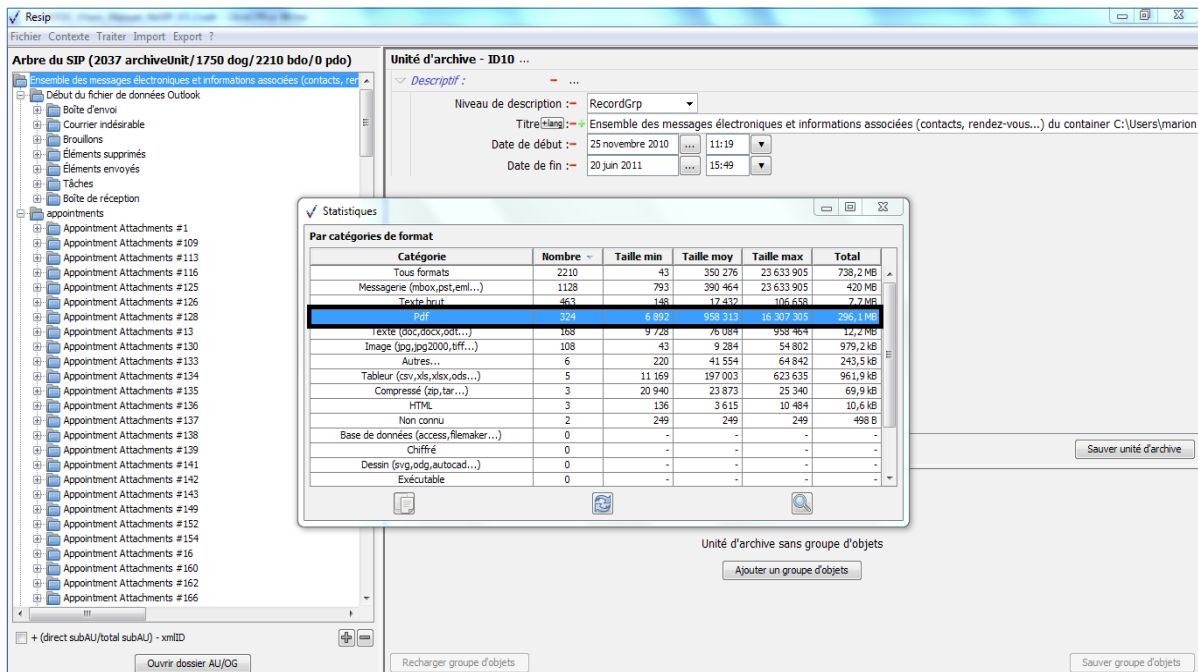 Resip
Fichier Contexte Traiter Import Export ?
Arbre du SIP (2037 archiveUnit/1750 dog/2210 bdo/0 pdo)
Ensemble des messages électroniques et informations associées (contacts, rer
Début du fichier de données Outlook
Boîte d'envoi
Courrier indésirable
Brouillons
Éléments supprimés
Éléments envoyés
Tâches
Boîte de réception
appointments
Appointment Attachments #1
Appointment Attachments #109
Appointment Attachments #113
Appointment Attachments #116
Appointment Attachments #125
Appointment Attachments #126
Appointment Attachments #128
Appointment Attachments #13
Appointment Attachments #130
Appointment Attachments #133
Appointment Attachments #134
Appointment Attachments #135
Appointment Attachments #136
Appointment Attachments #137
Appointment Attachments #138
Appointment Attachments #139
Appointment Attachments #141
Appointment Attachments #142
Appointment Attachments #143
Appointment Attachments #149
Appointment Attachments #152
Appointment Attachments #154
Appointment Attachments #16
Appointment Attachments #160
Appointment Attachments #162
Appointment Attachments #166
+ (direct subAU/total subAU) - xmlID
Ouvrir dossier AU/OG
Unité d'archive - ID10 ...
Descriptif : - ...
Niveau de description :- RecordGrp
Titre +lang :-+ Ensemble des messages électroniques et informations associées (contacts, rendez-vous...) du container C:\Users\marion
Date de début :- 25 novembre 2010 ... 11:19
Date de fin :- 20 juin 2011 ... 15:49
Statistiques
Par catégories de format
Catégorie Nombre Taille min Taille moy Taille max Total
Tous formats 2210 43 350 276 23 633 905 738,2 MB
Messagerie (mbox,pst,eml...) 1128 793 390 464 23 633 905 420 MB
Texte brut 463 148 17 432 106 658 7,7 MB
Pdf 324 6 892 958 313 16 307 305 296,1 MB
Texte (doc,docx,odt...) 168 9 728 76 084 958 464 12,2 MB
Image (jpg,jpg2000,tiff...) 108 43 9 284 54 802 979,2 kB
Autres... 6 220 41 554 64 842 243,5 kB
Tableur (csv,xls,xlsx,ods...) 5 11 169 197 003 623 635 961,9 kB
Compressé (zip,tar...) 3 20 940 23 873 25 340 69,9 kB
HTML 3 136 3 615 10 484 10,6 kB
Non connu 2 249 249 249 498 B
Base de données (access,filemaker...) 0 - - - -
Chiffré 0 - - - -
Dessin (svg,odg,autocad...) 0 - - - -
Exécutable 0 - - - -
Sauver unité d'archive
Unité d'archive sans groupe d'objets
Ajouter un groupe d'objets
Recharger groupe d'objets
Sauver groupe d'objets